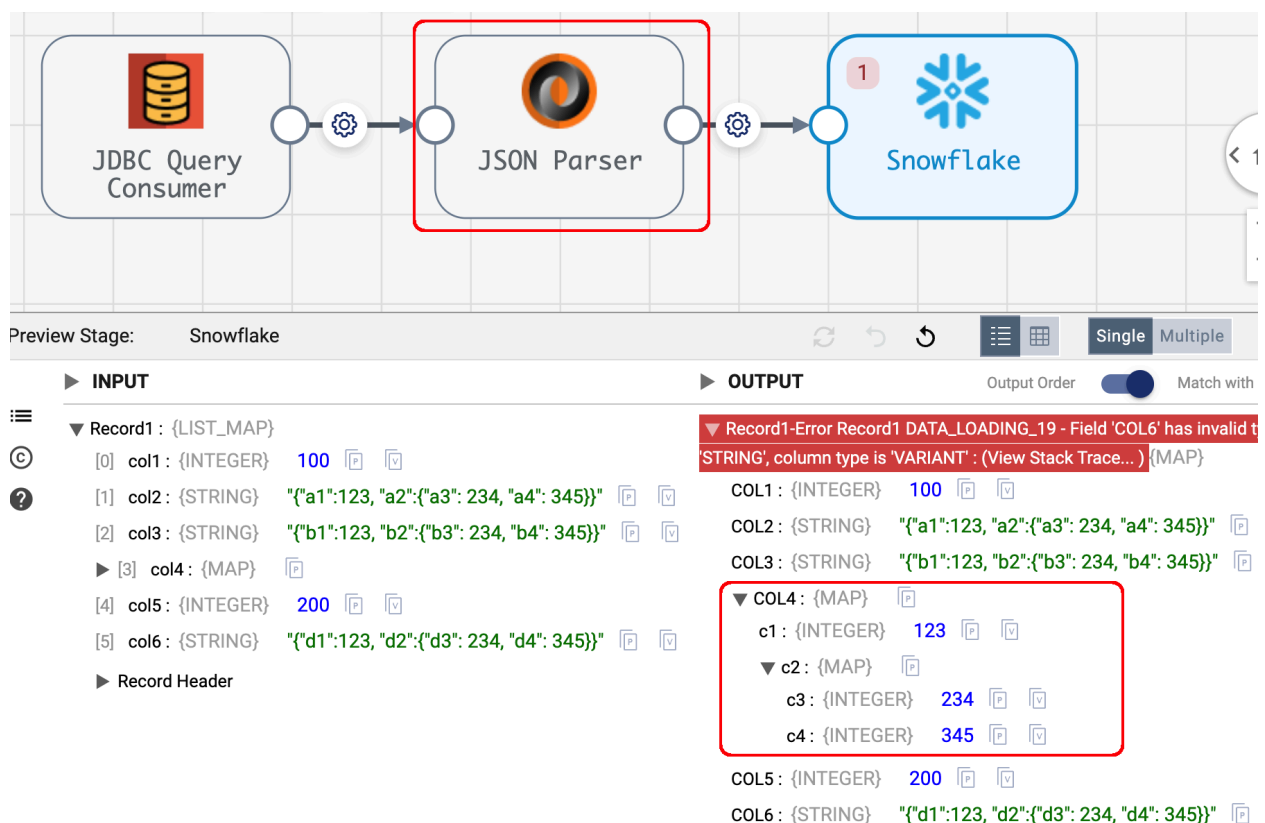 1
JDBC Query
Consumer
JSON Parser
Snowflake
Preview Stage: Snowflake
Single Multiple
INPUT
Record1 : {LIST_MAP}
[0] col1 : {INTEGER} 100
[1] col2 : {STRING} "{"a1":123, "a2":{"a3": 234, "a4": 345}}"
[2] col3 : {STRING} "{"b1":123, "b2":{"b3": 234, "b4": 345}}"
[3] col4 : {MAP}
[4] col5 : {INTEGER} 200
[5] col6 : {STRING} "{"d1":123, "d2":{"d3": 234, "d4": 345}}"
Record Header
OUTPUT Output Order Match with
Record1-Error Record1 DATA_LOADING_19 - Field 'COL6' has invalid
'STRING', column type is 'VARIANT' : (View Stack Trace... ) {MAP}
COL1 : {INTEGER} 100
COL2 : {STRING} "{"a1":123, "a2":{"a3": 234, "a4": 345}}"
COL3 : {STRING} "{"b1":123, "b2":{"b3": 234, "b4": 345}}"
COL4 : {MAP}
c1 : {INTEGER} 123
c2 : {MAP}
c3 : {INTEGER} 234
c4 : {INTEGER} 345
COL5 : {INTEGER} 200
COL6 : {STRING} "{"d1":123, "d2":{"d3": 234, "d4": 345}}"